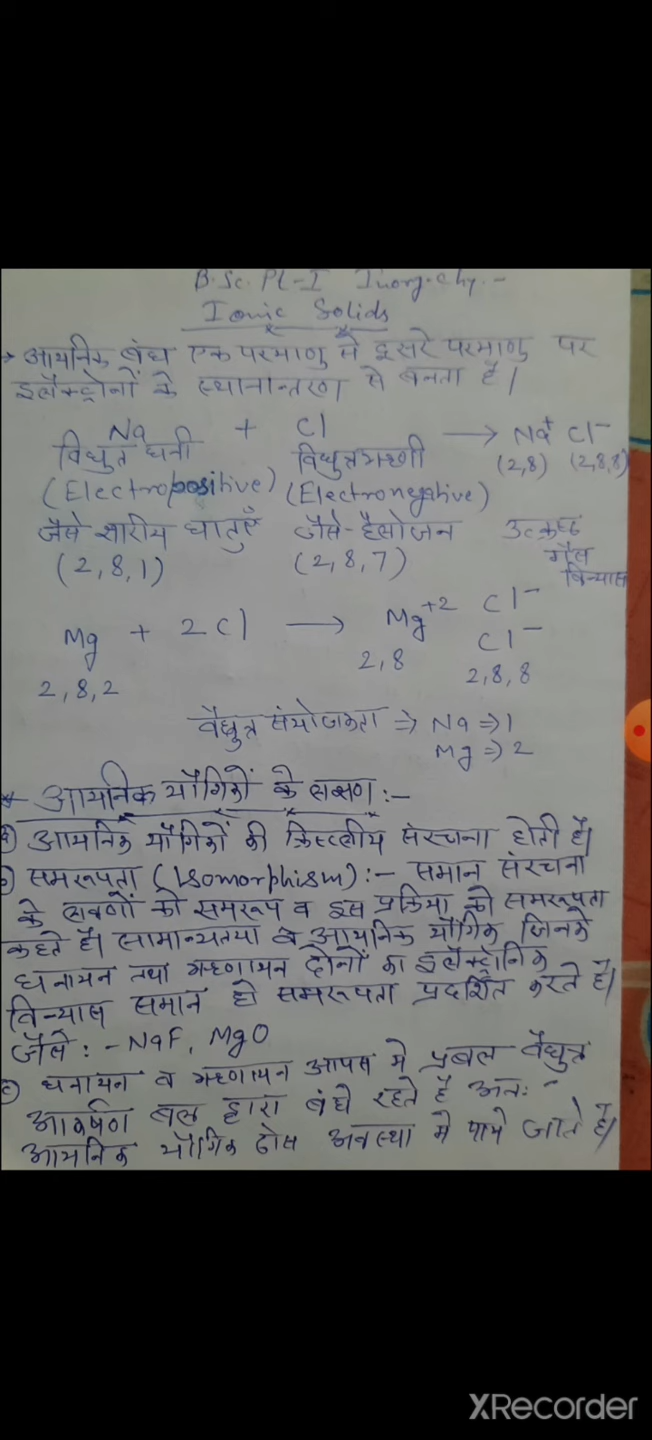 B.Sc. Pt-I Inorg. Chy. -
Ionic Solids
→ आयनिक बंध एक परमाणु से दूसरे परमाणु पर
इलैक्ट्रोनों के स्थानान्तरण से बनता है।
Na + Cl → Na⁺ Cl⁻
विधुत धनी विधुतऋणी (2,8) (2,8,8)
(Electropositive) (Electronegative)
जैसे क्षारीय धातुएँ जैसे-हैलोजन उत्कृष्ट
(2,8,1) (2,8,7) गैस
विन्यास
Mg + 2Cl → Mg⁺² Cl⁻
Cl⁻
2,8,2 2,8 2,8,8
वैधुत संयोजकता ⇒ Na ⇒ 1
Mg ⇒ 2
* आयनिक यौगिकों के लक्षण :-
आयनिक यौगिकों की क्रिस्टलीय संरचना होती है।
समरूपता (Isomorphism) :- समान संरचना
के लवणों को समरूप व इस प्रक्रिया को समरूपता
कहते है। सामान्यतया वे आयनिक यौगिक जिनके
धनायन तथा ऋणायन दोनों का इलैक्ट्रोनिक
विन्यास समान हो समरूपता प्रदर्शित करते है।
जैसे :- NaF, MgO
c) धनायन व ऋणायन आपस मे प्रबल वैधुत
आकर्षण बल द्वारा बंधे रहते है अतः -
आयनिक यौगिक ठोस अवस्था मे पाये जाते है।
XRecorder